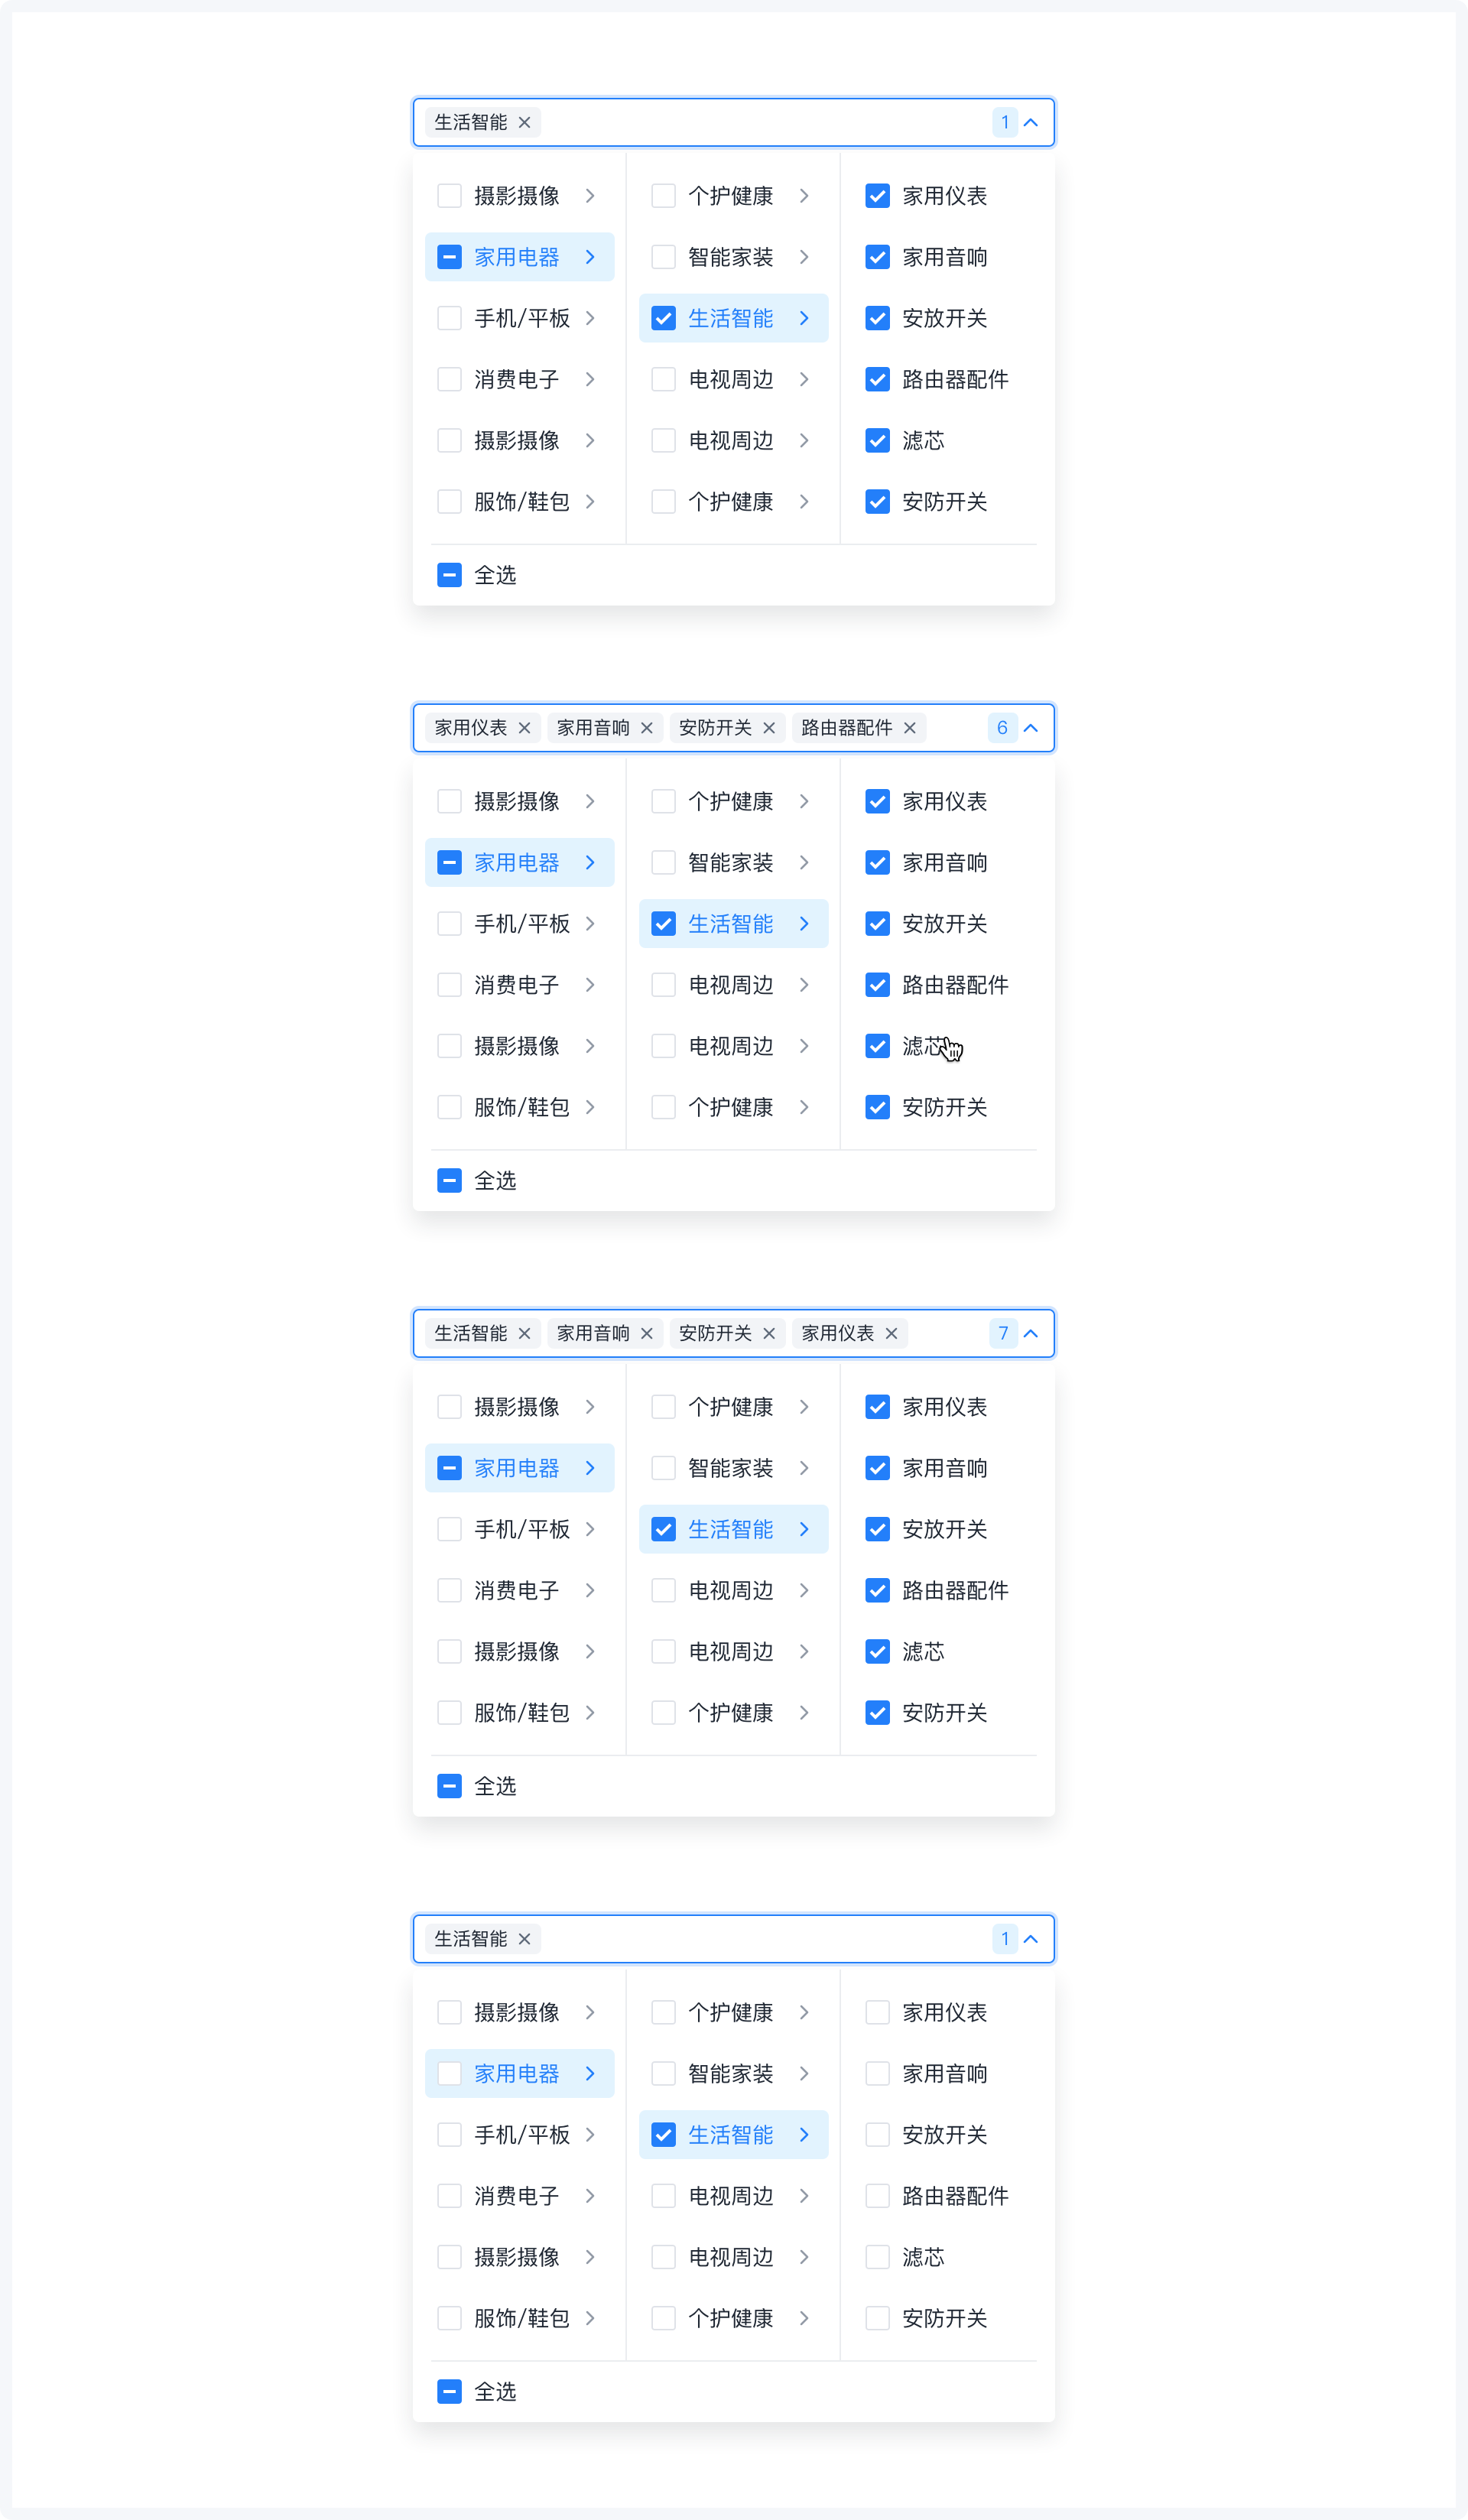 生活智能 1
摄影摄像 个护健康 家用仪表
家用电器 智能家装 家用音响
手机/平板 生活智能 安放开关
消费电子 电视周边 路由器配件
摄影摄像 电视周边 滤芯
服饰/鞋包 个护健康 安防开关
全选
家用仪表 家用音响 安防开关 路由器配件 6
摄影摄像 个护健康 家用仪表
家用电器 智能家装 家用音响
手机/平板 生活智能 安放开关
消费电子 电视周边 路由器配件
摄影摄像 电视周边 滤芯
服饰/鞋包 个护健康 安防开关
全选
生活智能 家用音响 安防开关 家用仪表 7
摄影摄像 个护健康 家用仪表
家用电器 智能家装 家用音响
手机/平板 生活智能 安放开关
消费电子 电视周边 路由器配件
摄影摄像 电视周边 滤芯
服饰/鞋包 个护健康 安防开关
全选
生活智能 1
摄影摄像 个护健康 家用仪表
家用电器 智能家装 家用音响
手机/平板 生活智能 安放开关
消费电子 电视周边 路由器配件
摄影摄像 电视周边 滤芯
服饰/鞋包 个护健康 安防开关
全选